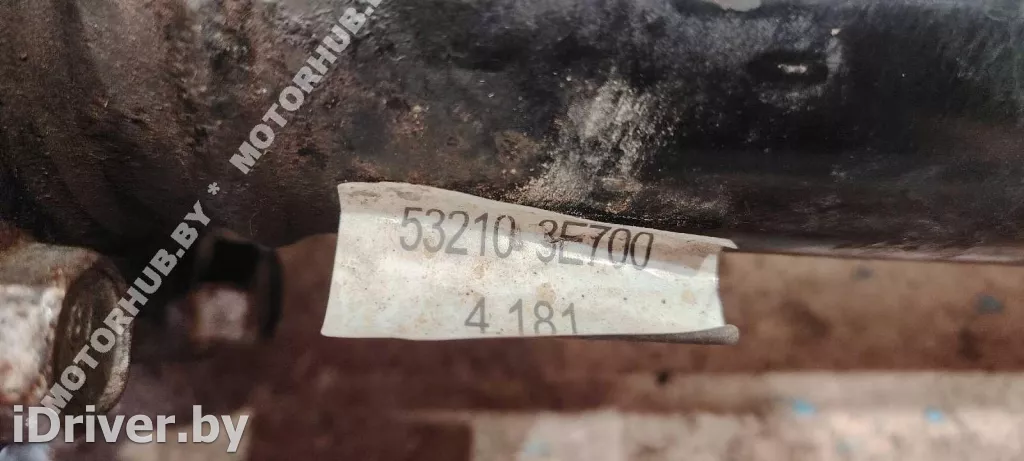 MOTORHUB.BY * MOTORHUB.BY
53210 3E700
4 181
iDriver.by